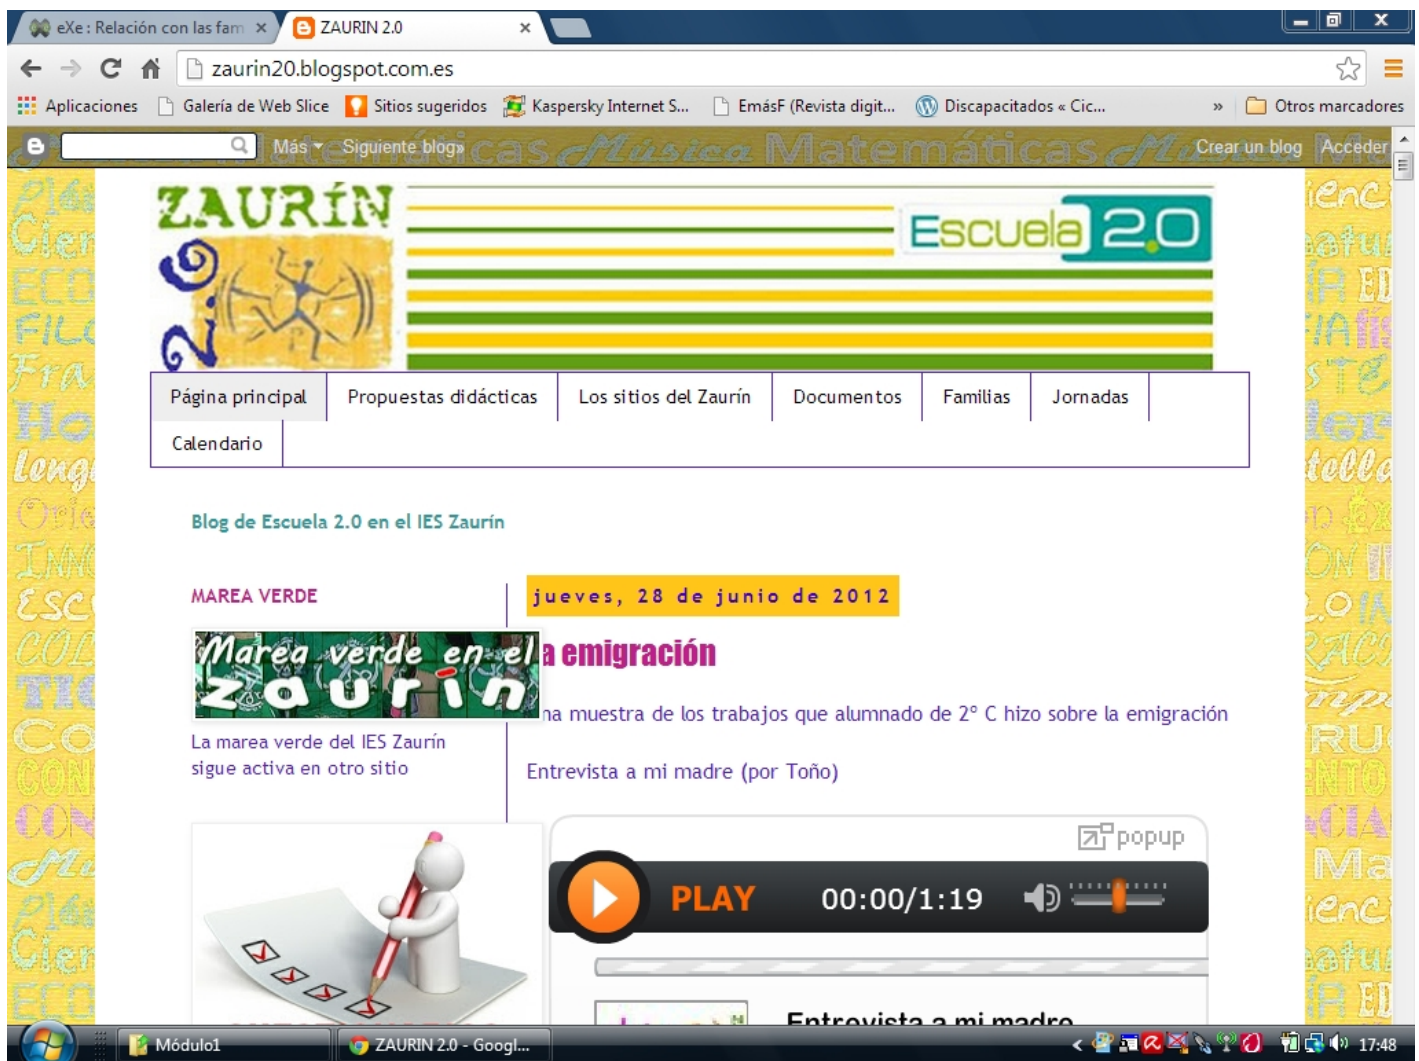 eXe : Relación con las fam
ZAURIN 2.0
zaurin20.blogspot.com.es
Aplicaciones Galería de Web Slice Sitios sugeridos Kaspersky Internet S... EmásF (Revista digit... Discapacitados « Cic... » Otros marcadores
Más Siguiente blog» Crear un blog Acceder
ZAURÍN
2.0
Escuela 2.0
Página principal Propuestas didácticas Los sitios del Zaurín Documentos Familias Jornadas
Calendario
Blog de Escuela 2.0 en el IES Zaurín
MAREA VERDE
Marea verde en el
zaurín
La marea verde del IES Zaurín
sigue activa en otro sitio
jueves, 28 de junio de 2012
a emigración
na muestra de los trabajos que alumnado de 2º C hizo sobre la emigración
Entrevista a mi madre (por Toño)
popup
PLAY 00:00/1:19
Entrevista a mi madre
Módulo1 ZAURIN 2.0 - Googl... 17:48